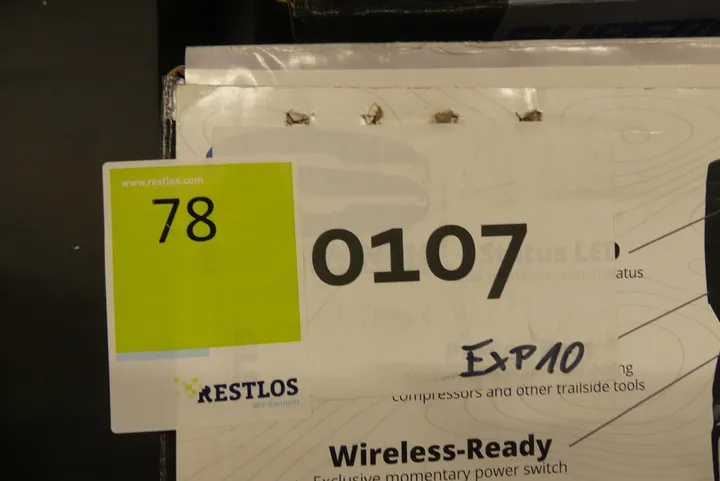 www.restlos.com
78
0107
Status LED
atus
EXP10
compressors and other trailside tools
RESTLOS
Wir handeln
Wireless-Ready
Exclusive momentary power switch